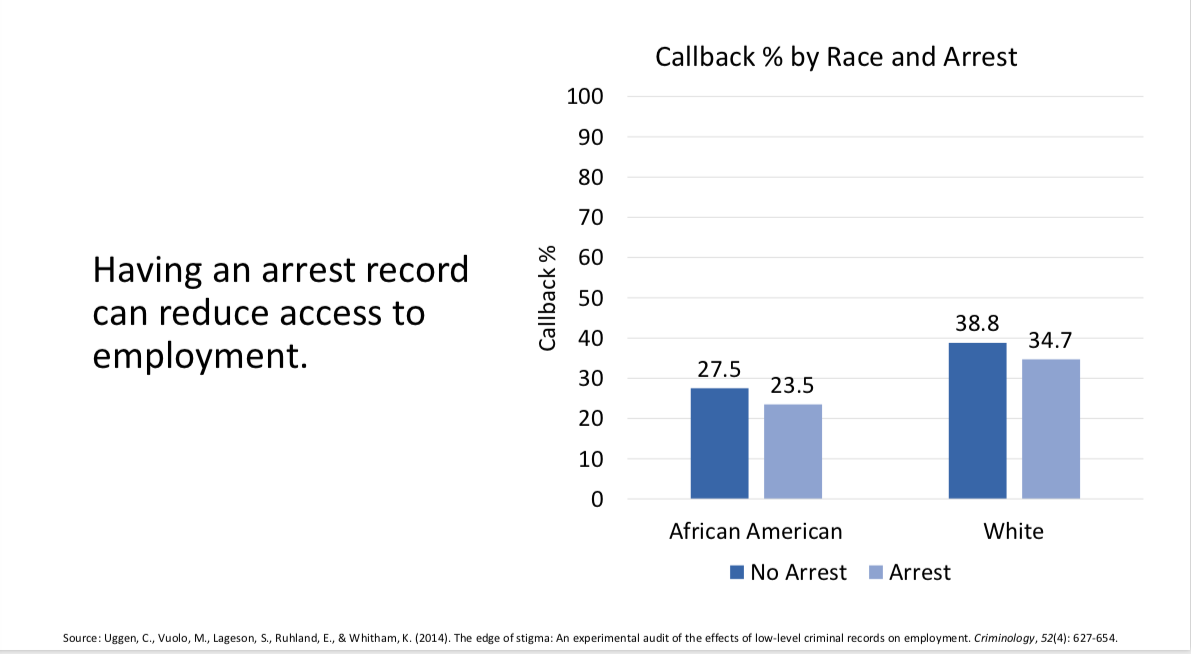 Having an arrest record
can reduce access to
employment.
Callback % by Race and Arrest
Callback %
100
90
80
70
60
50
40
30
20
10
0
27.5
23.5
38.8
34.7
African American
White
No Arrest
Arrest
Source: Uggen, C., Vuolo, M., Lageson, S., Ruhland, E., & Whitham, K. (2014). The edge of stigma: An experimental audit of the effects of low-level criminal records on employment. Criminology, 52(4): 627-654.